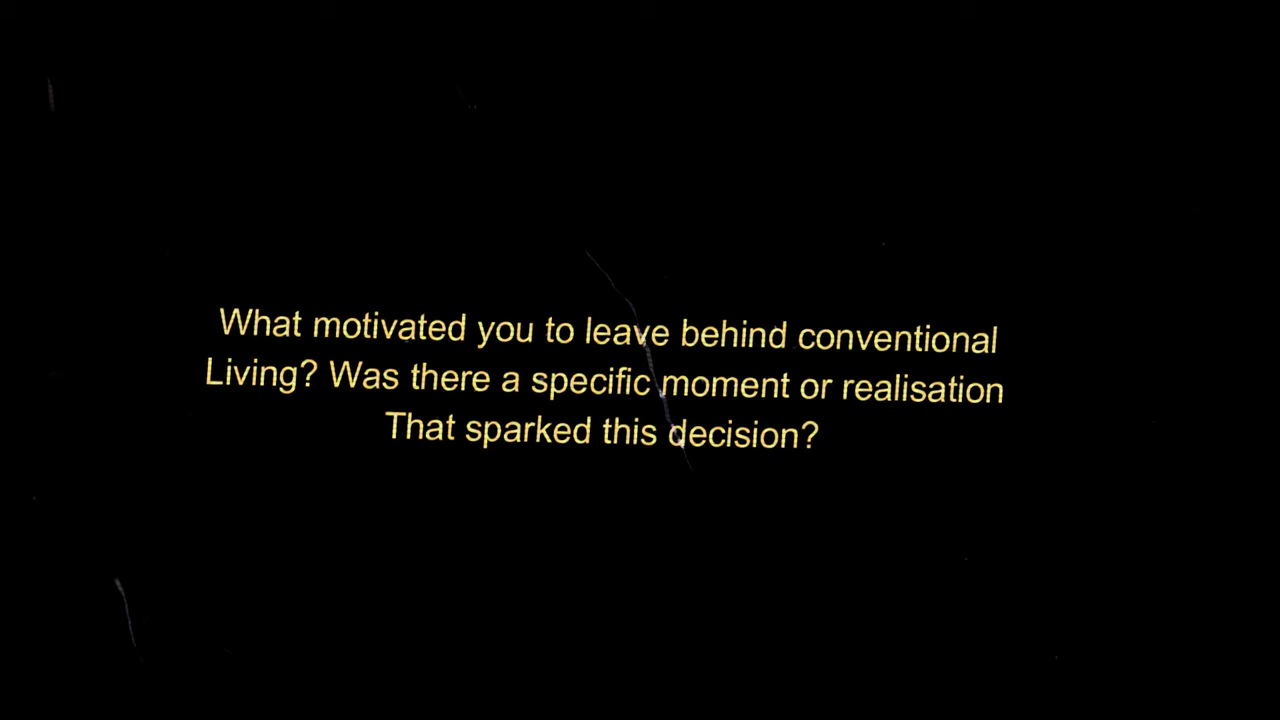 What motivated you to leave behind conventional
Living? Was there a specific moment or realisation
That sparked this decision?